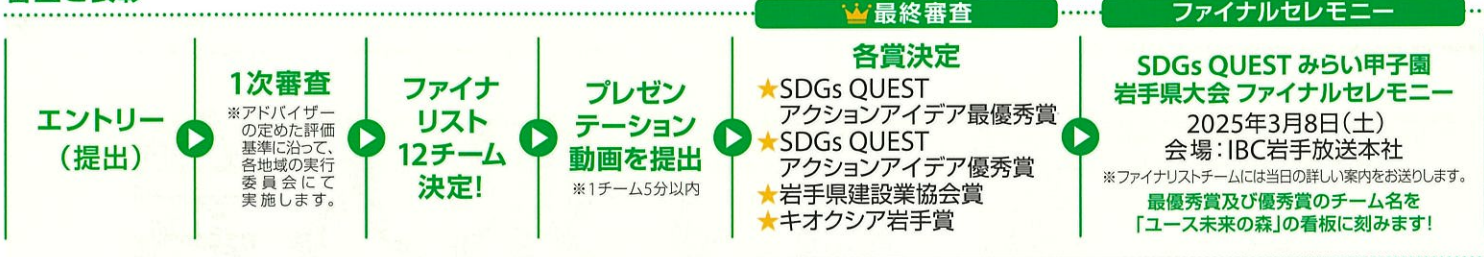 最終審査
ファイナルセレモニー
エントリー
（提出）
1次審査
※アドバイザー
の定めた評価
基準に沿って、
各地域の実行
委員会にて
実施します。
ファイナ
リスト
12チーム
決定!
プレゼン
テーション
動画を提出
※1チーム5分以内
各賞決定
★SDGs QUEST
アクションアイデア最優秀賞
★SDGs QUEST
アクションアイデア優秀賞
★岩手県建設業協会賞
★キオクシア岩手賞
SDGs QUEST みらい甲子園
岩手県大会 ファイナルセレモニー
2025年3月8日（土）
会場：IBC岩手放送本社
※ファイナリストチームには当日の詳しい案内をお送りします。
最優秀賞及び優秀賞のチーム名を
「ユース未来の森」の看板に刻みます!